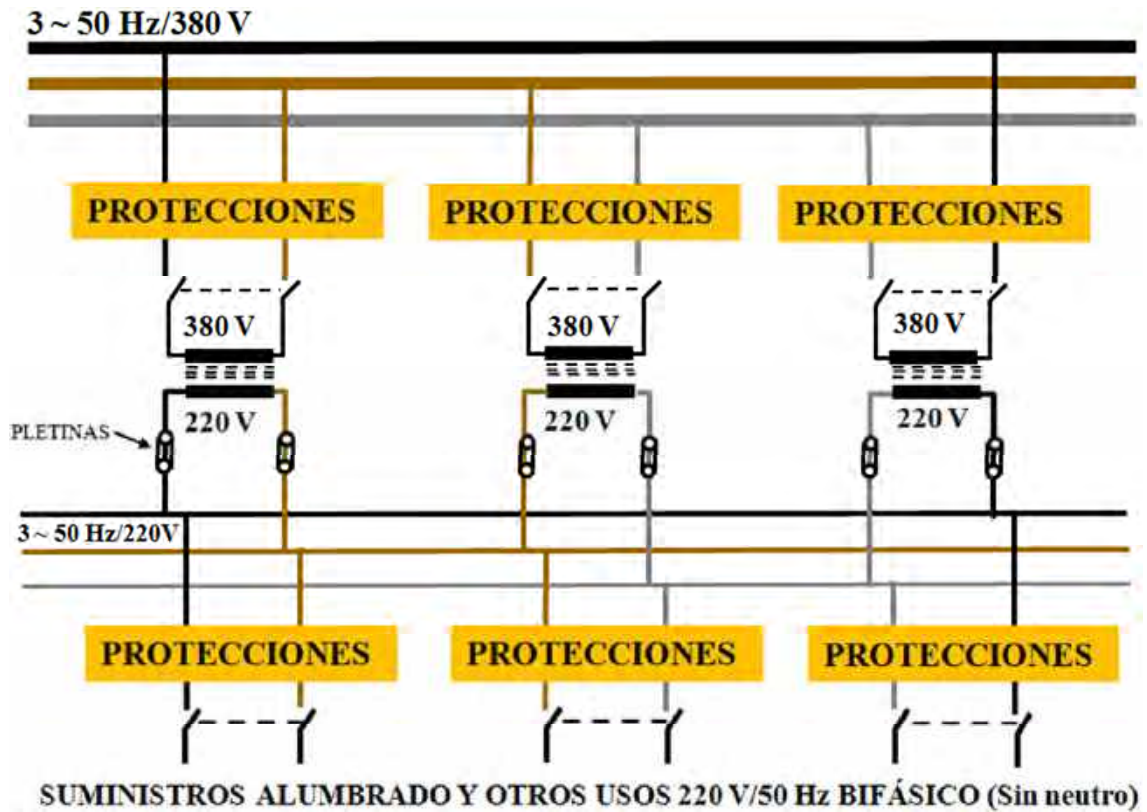 3 ~ 50 Hz/380 V
PROTECCIONES
PROTECCIONES
PROTECCIONES
380 V
380 V
380 V
220 V
220 V
220 V
PLETINAS
3 ~ 50 Hz/220V
PROTECCIONES
PROTECCIONES
PROTECCIONES
SUMINISTROS ALUMBRADO Y OTROS USOS 220 V/50 Hz BIFÁSICO (Sin neutro)